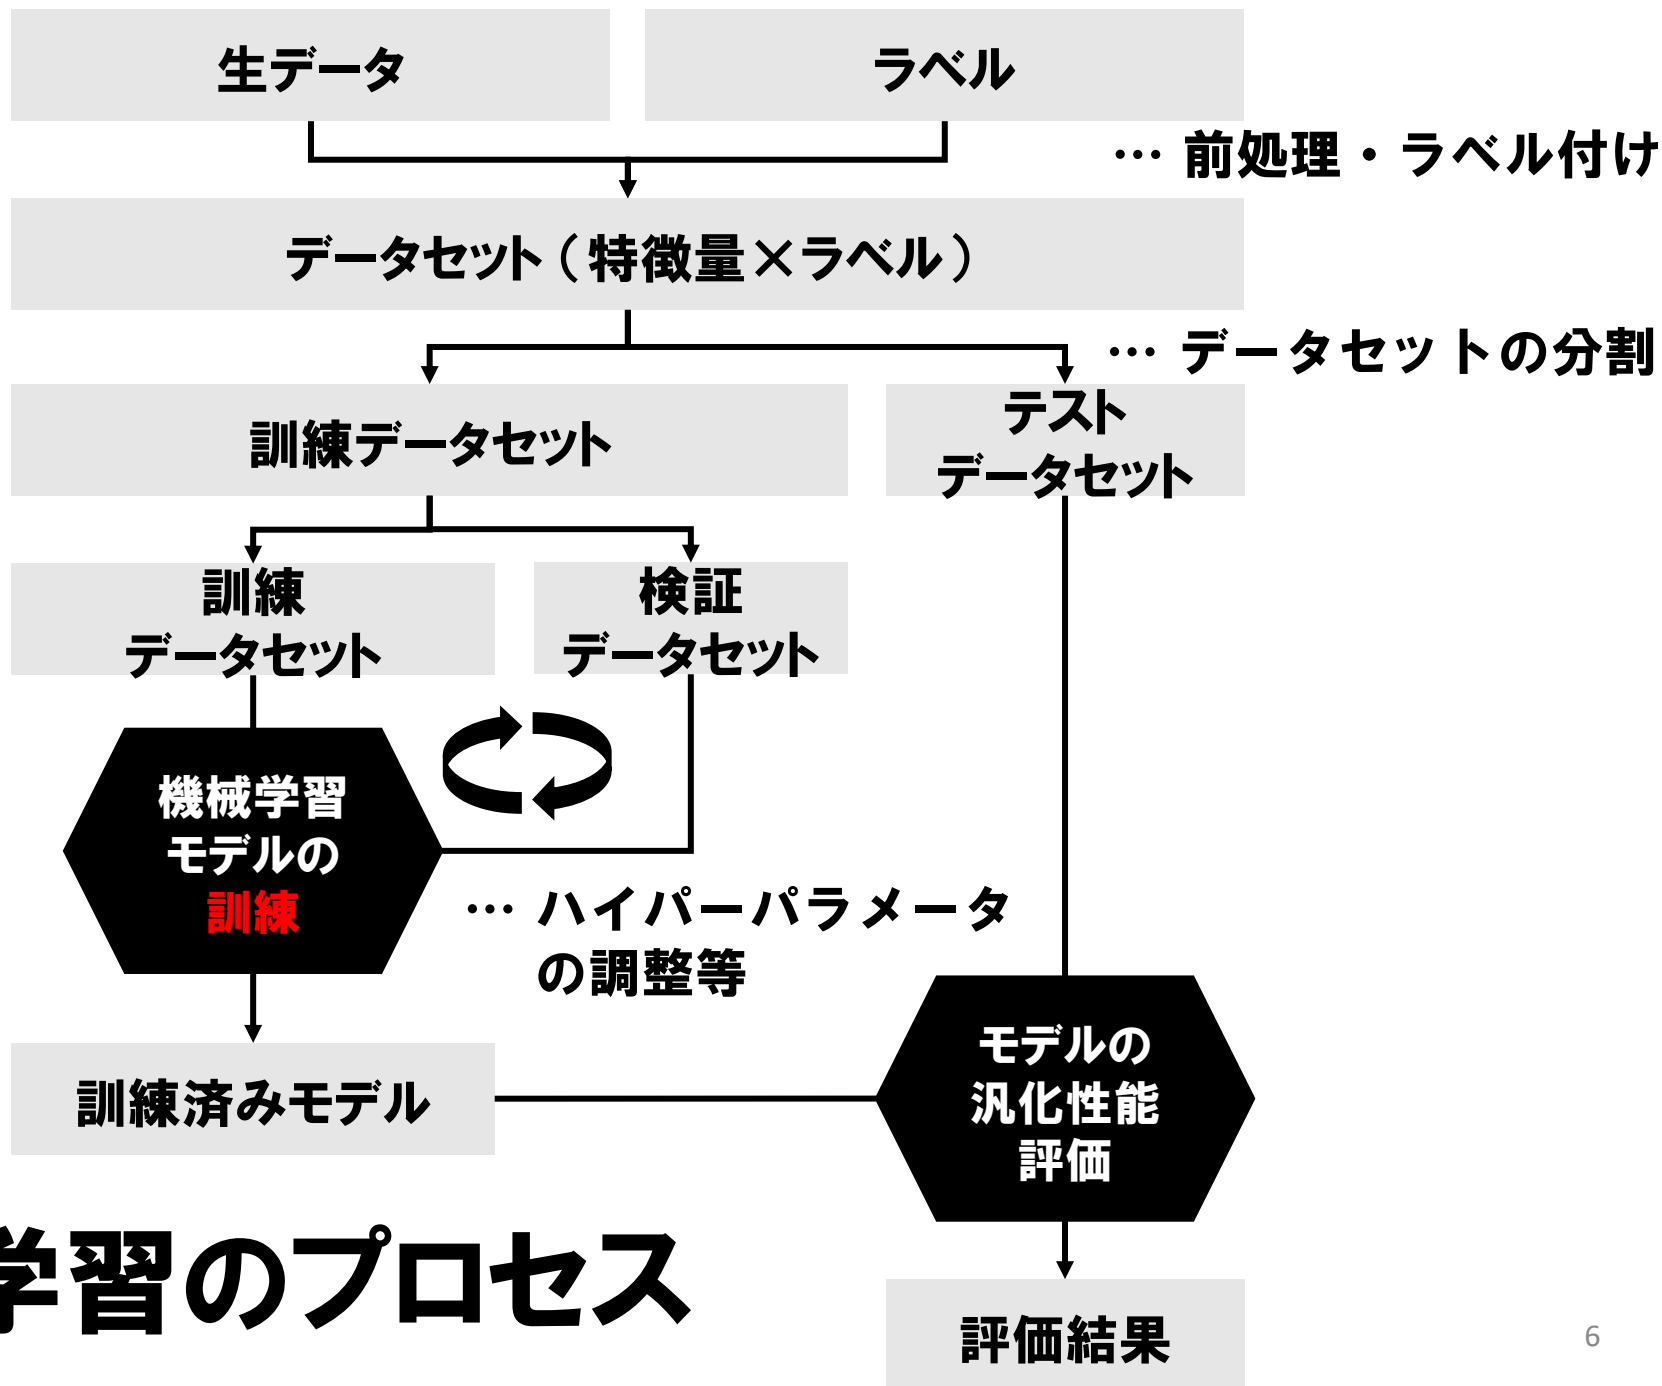 生データ
ラベル
… 前処理・ラベル付け
データセット（特徴量×ラベル）
… データセットの分割
訓練データセット
テスト
データセット
訓練
データセット
検証
データセット
機械学習
モデルの
訓練
… ハイパーパラメータ
の調整等
訓練済みモデル
モデルの
汎化性能
評価
学習のプロセス
評価結果
6